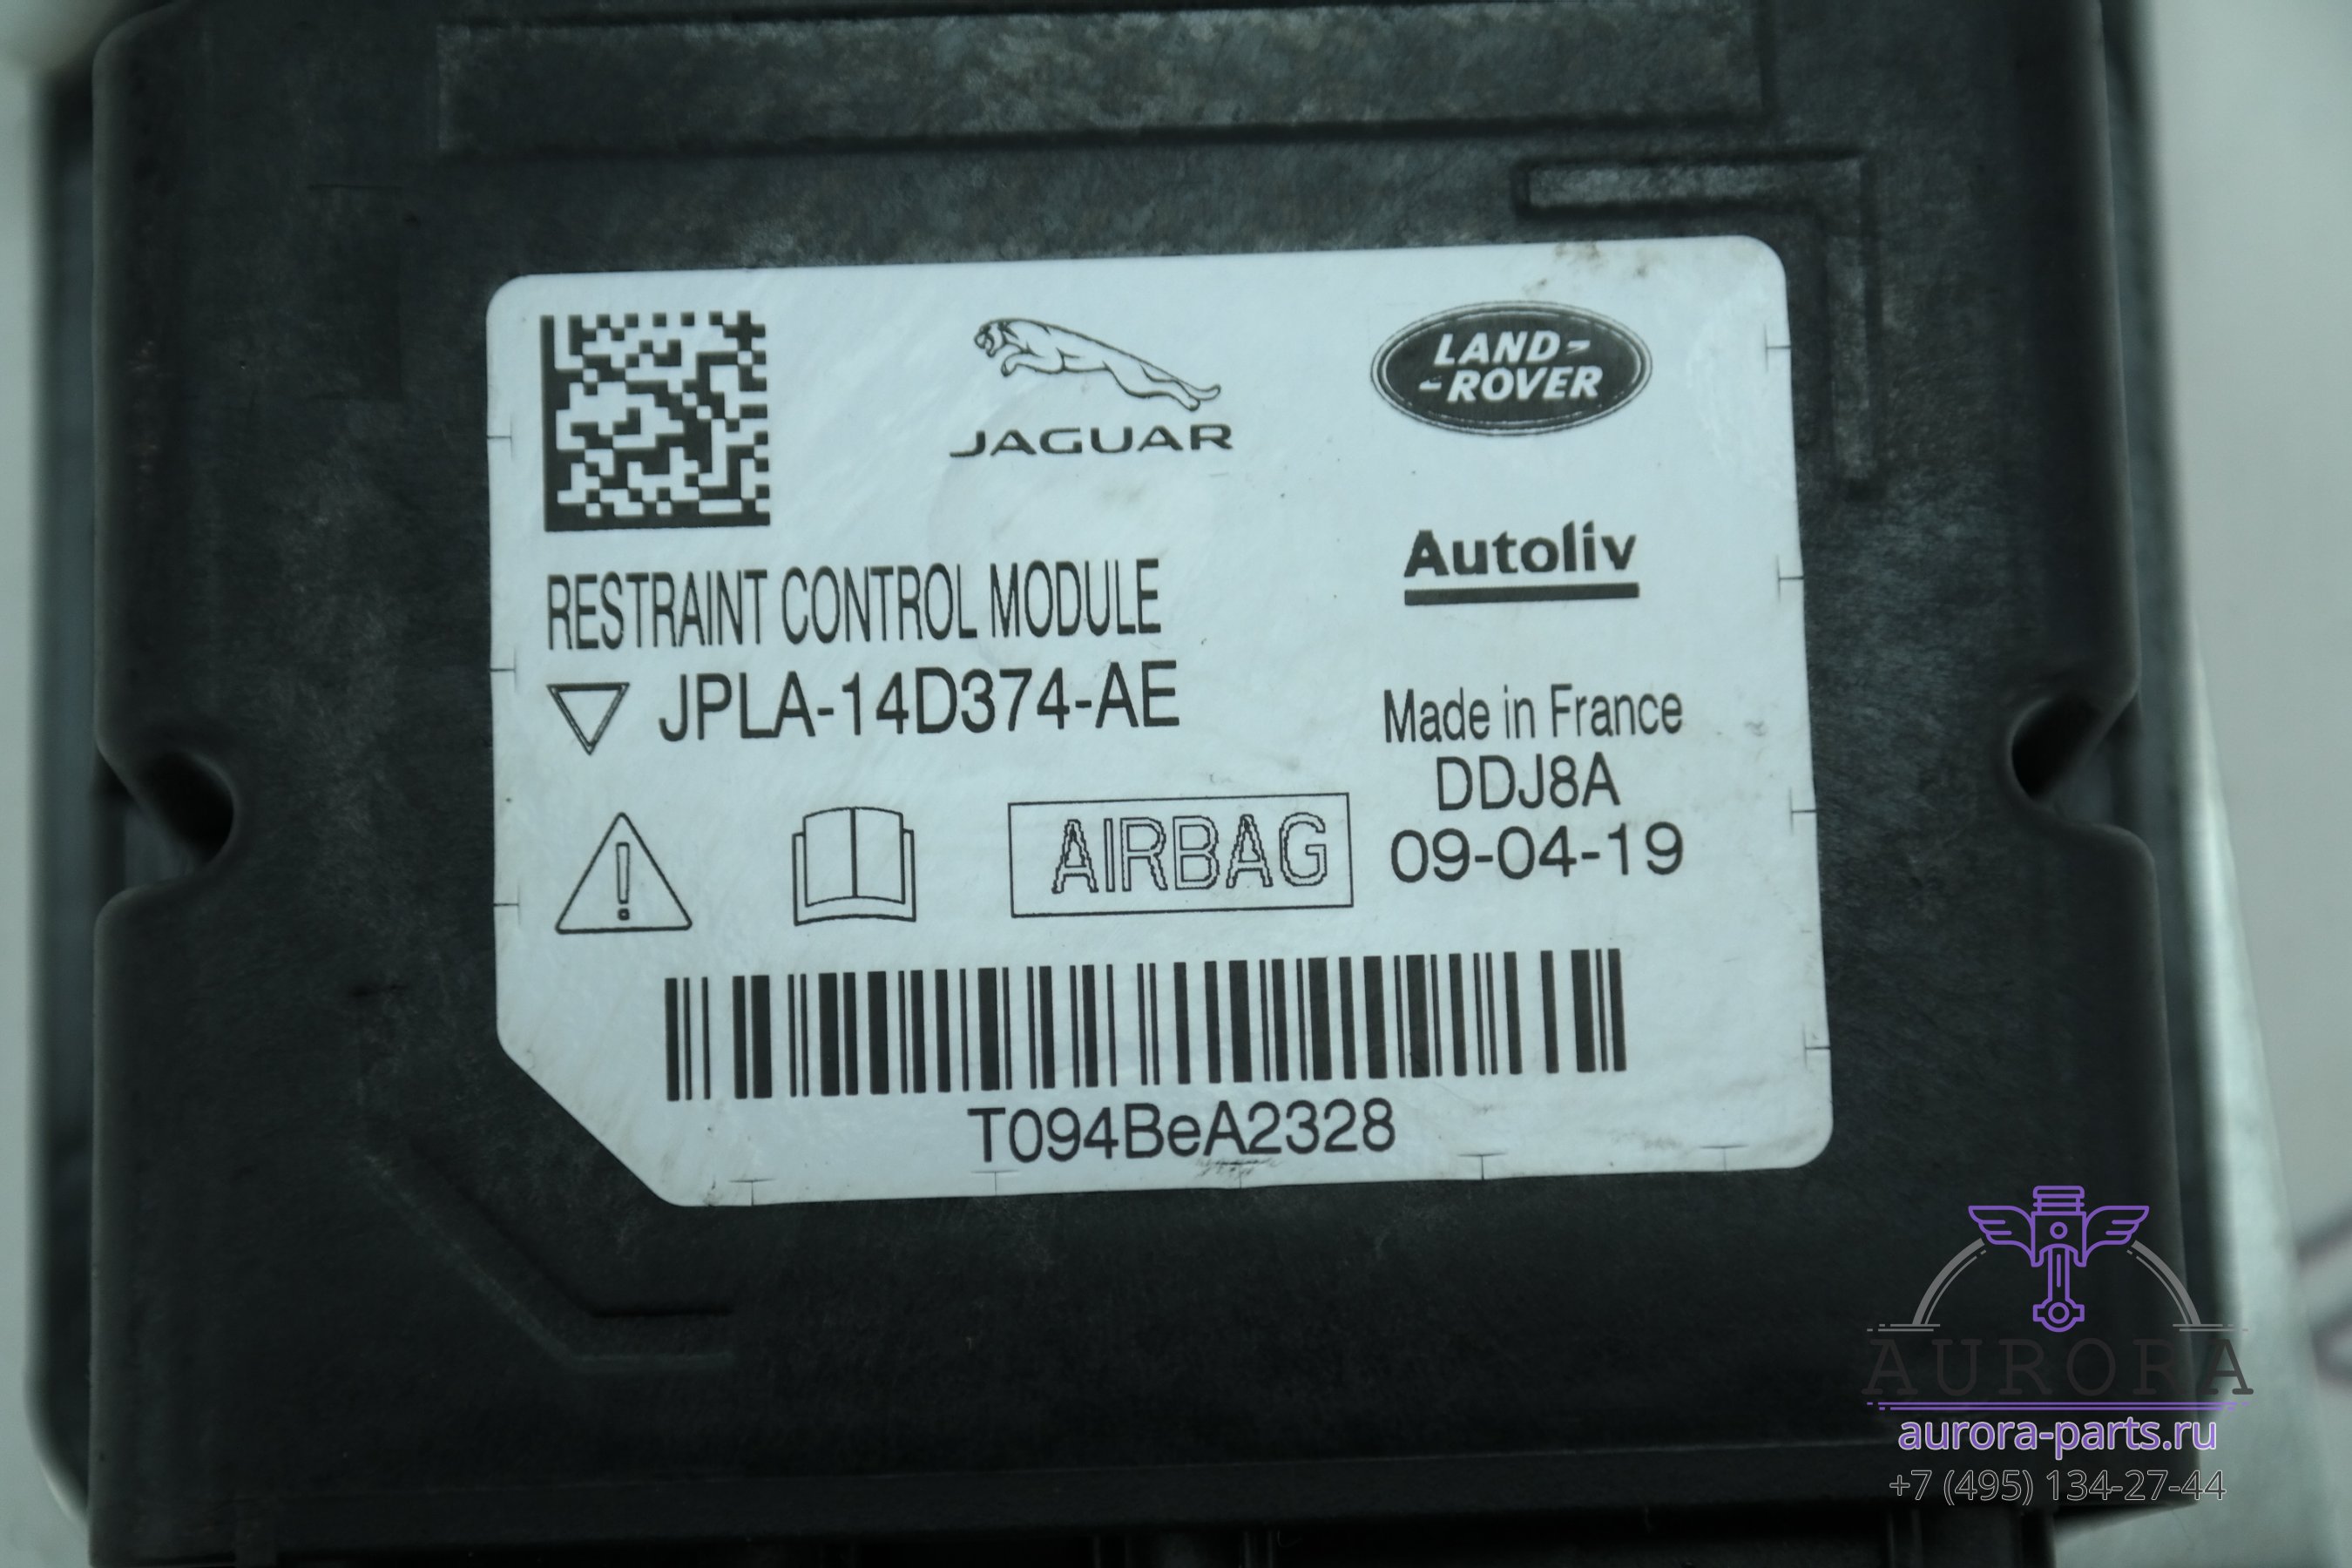 JAGUAR
LAND-
-ROVER
Autoliv
RESTRAINT CONTROL MODULE
JPLA-14D374-AE
Made in France
DDJ8A
09-04-19
AIRBAG
T094BeA2328
AURORA
aurora-parts.ru
+7 (495) 134-27-44